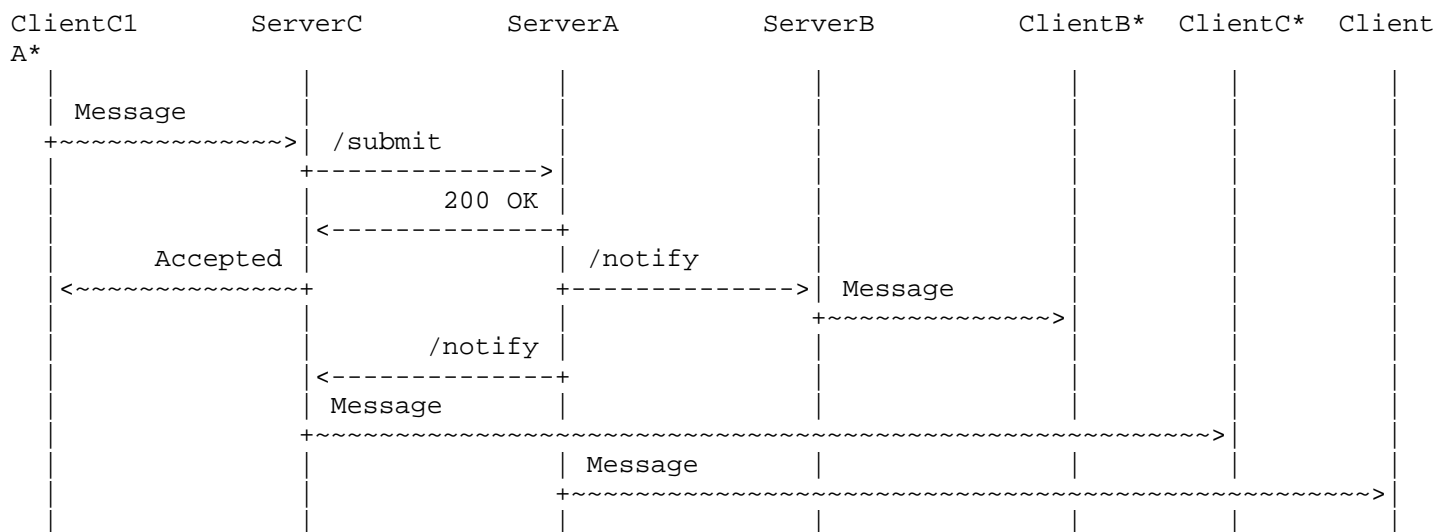 ClientC1 ServerC ServerA ServerB ClientB* ClientC* Client
A*
Message
/submit
200 OK
Accepted /notify
Message
/notify
Message
Message